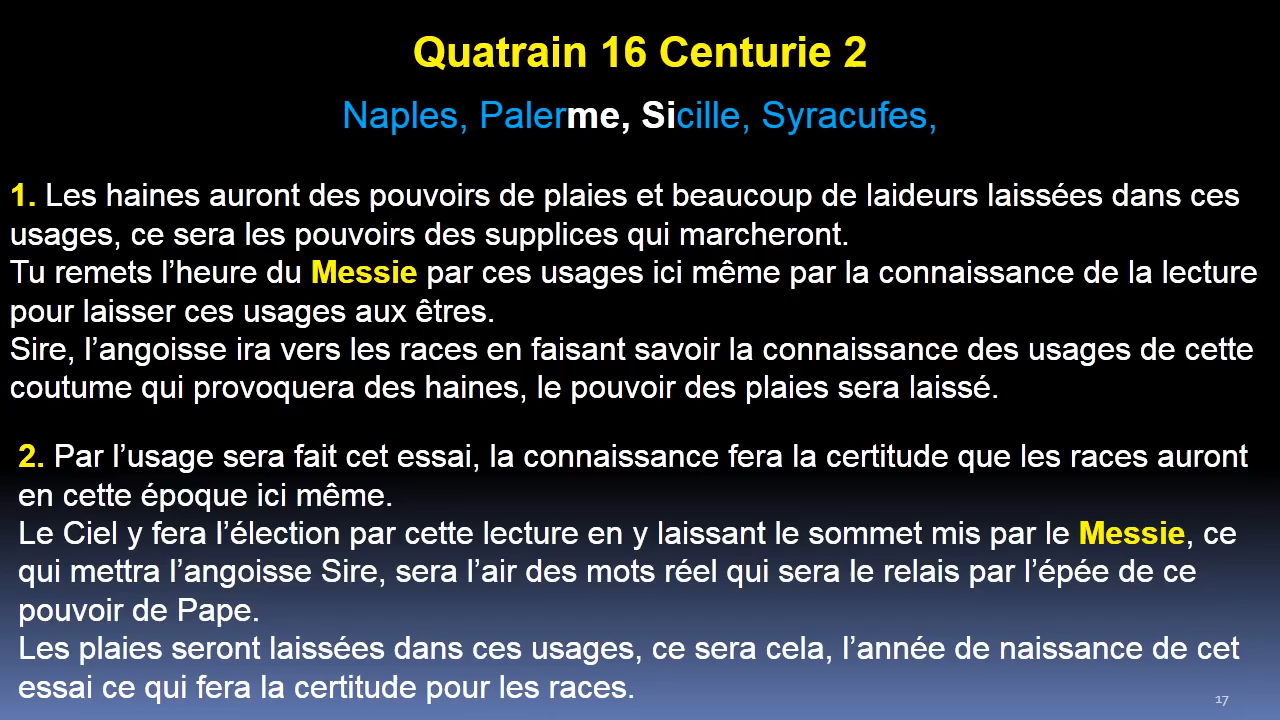 Quatrain 16 Centurie 2
Naples, Palerme, Sicille, Syracufes,
1. Les haines auront des pouvoirs de plaies et beaucoup de laideurs laissées dans ces
usages, ce sera les pouvoirs des supplices qui marcheront.
Tu remets l’heure du Messie par ces usages ici même par la connaissance de la lecture
pour laisser ces usages aux êtres.
Sire, l’angoisse ira vers les races en faisant savoir la connaissance des usages de cette
coutume qui provoquera des haines, le pouvoir des plaies sera laissé.
2. Par l’usage sera fait cet essai, la connaissance fera la certitude que les races auront
en cette époque ici même.
Le Ciel y fera l’élection par cette lecture en y laissant le sommet mis par le Messie, ce
qui mettra l’angoisse Sire, sera l’air des mots réel qui sera le relais par l’épée de ce
pouvoir de Pape.
Les plaies seront laissées dans ces usages, ce sera cela, l’année de naissance de cet
essai ce qui fera la certitude pour les races.
17